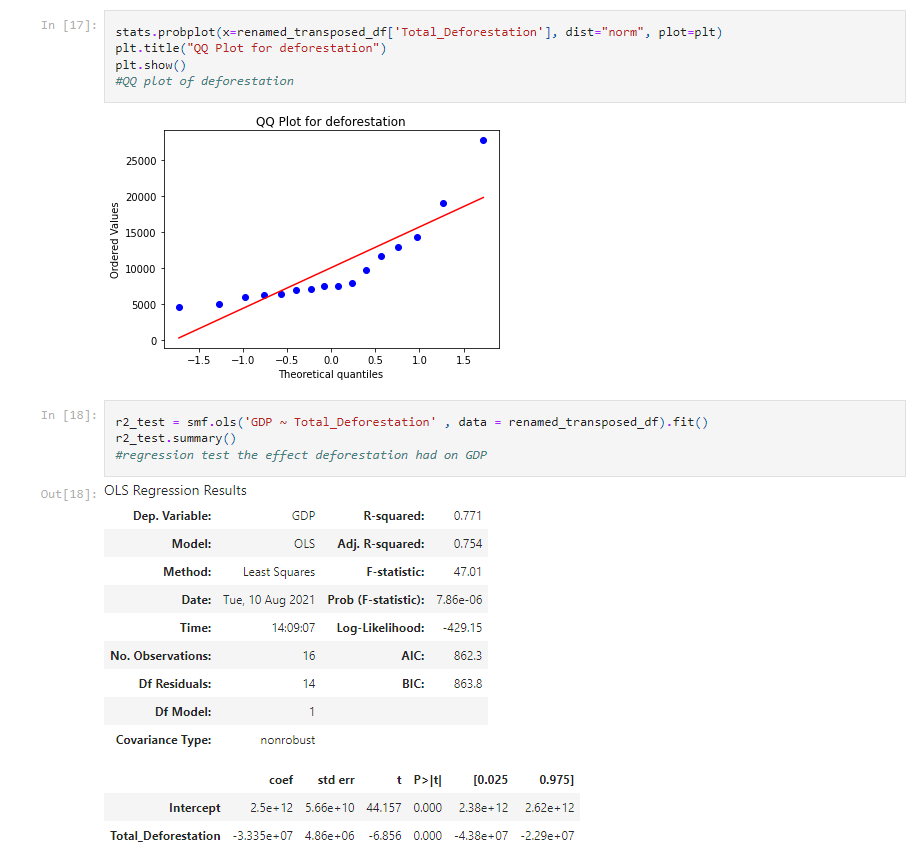 In [17]:
stats.probplot(x=renamed_transposed_df['Total_Deforestation'], dist="norm", plot=plt)
plt.title("QQ Plot for deforestation")
plt.show()
#QQ plot of deforestation
QQ Plot for deforestation
25000
20000
15000
10000
5000
0
Ordered Values
−1.5 −1.0 −0.5 0.0 0.5 1.0 1.5
Theoretical quantiles
In [18]:
r2_test = smf.ols('GDP ~ Total_Deforestation' , data = renamed_transposed_df).fit()
r2_test.summary()
#regression test the effect deforestation had on GDP
Out[18]: OLS Regression Results
Dep. Variable: GDP R-squared: 0.771
Model: OLS Adj. R-squared: 0.754
Method: Least Squares F-statistic: 47.01
Date: Tue, 10 Aug 2021 Prob (F-statistic): 7.86e-06
Time: 14:09:07 Log-Likelihood: -429.15
No. Observations: 16 AIC: 862.3
Df Residuals: 14 BIC: 863.8
Df Model: 1
Covariance Type: nonrobust
coef std err t P>|t| [0.025 0.975]
Intercept 2.5e+12 5.66e+10 44.157 0.000 2.38e+12 2.62e+12
Total_Deforestation -3.335e+07 4.86e+06 -6.856 0.000 -4.38e+07 -2.29e+07